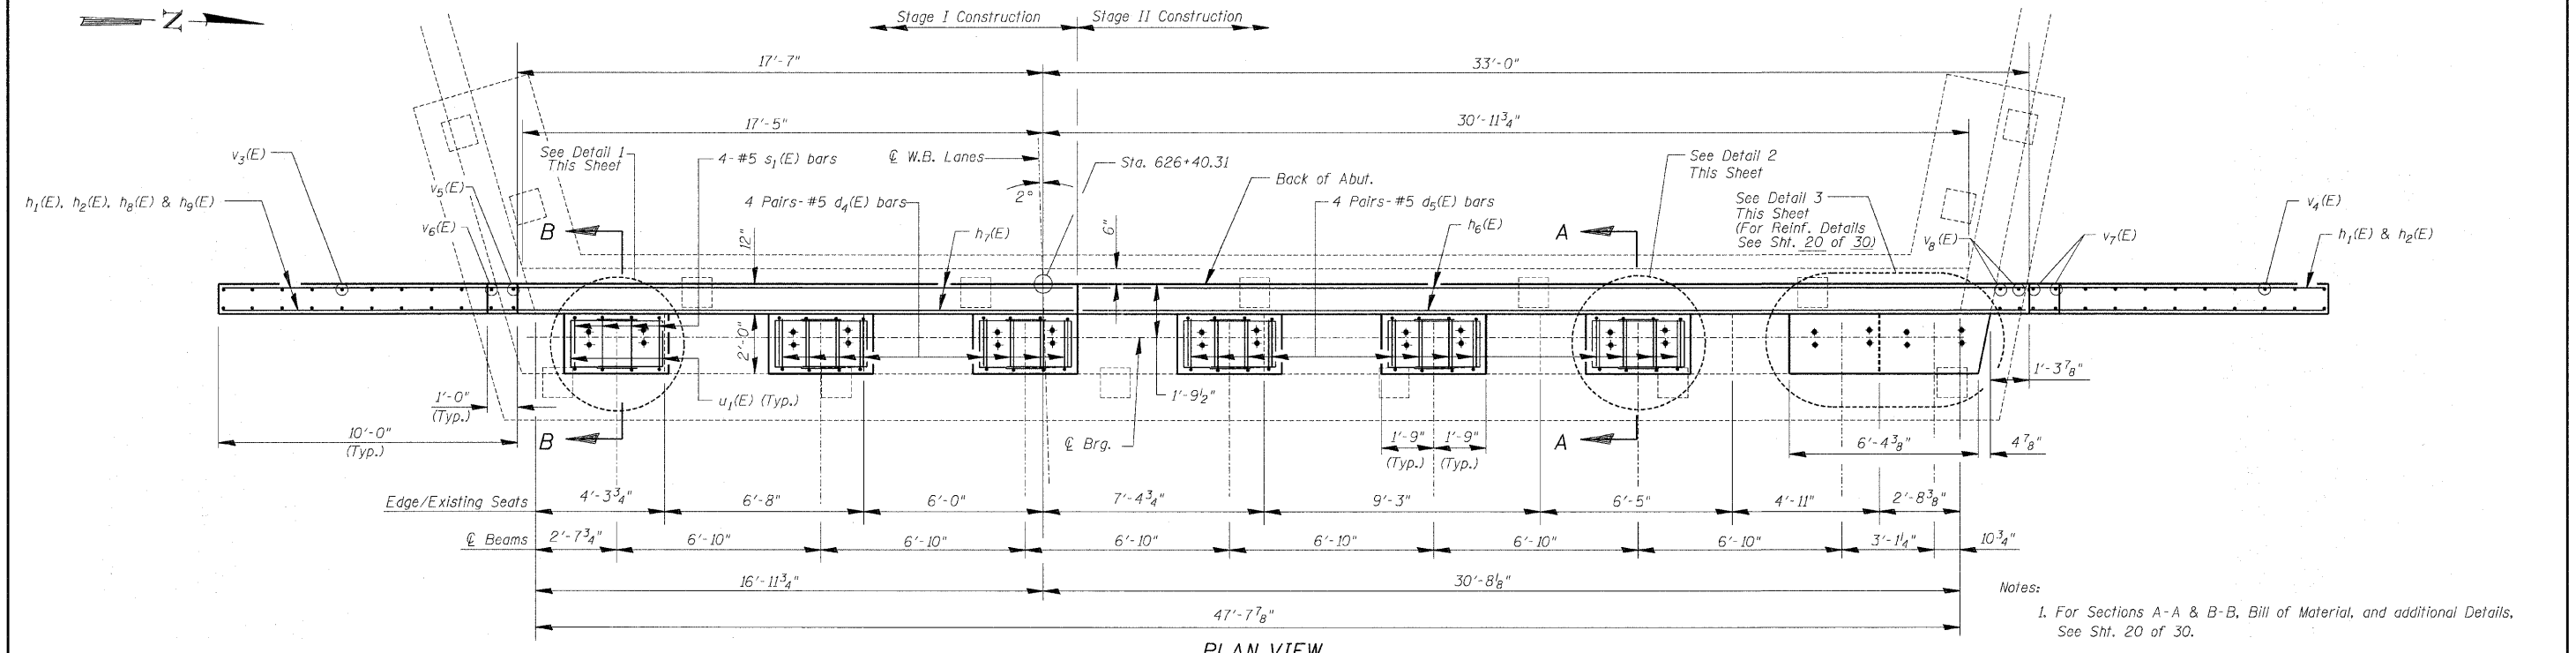 N
Stage I Construction
Stage II Construction
17'-7"
33'-0"
17'-5"
30'-11¾"
v3(E)
See Detail 1
This Sheet
4-#5 s1(E) bars
℄ W.B. Lanes
Sta. 626+40.31
2°
See Detail 2
This Sheet
Back of Abut.
v5(E)
h1(E), h2(E), h8(E) & h9(E)
4 Pairs-#5 d4(E) bars
4 Pairs-#5 d5(E) bars
See Detail 3
This Sheet
(For Reinf. Details
See Sht. 20 of 30)
v4(E)
v6(E)
B
12"
h7(E)
6"
h6(E)
A
v8(E)
v7(E)
h1(E) & h2(E)
2'-0"
1'-3⅞"
1'-0"
(Typ.)
u1(E) (Typ.)
1'-9½"
10'-0"
(Typ.)
B
℄ Brg.
1'-9"
(Typ.)
1'-9"
(Typ.)
A
6'-4⅜"
4⅞"
Edge/Existing Seats
4'-3¾"
6'-8"
6'-0"
7'-4¾"
9'-3"
6'-5"
4'-11"
2'-8⅜"
℄ Beams
2'-7¾"
6'-10"
6'-10"
6'-10"
6'-10"
6'-10"
6'-10"
3'-1¼"
10¾"
16'-11¾"
30'-8⅛"
47'-7⅞"
Notes:
1. For Sections A-A & B-B, Bill of Material, and additional Details,
See Sht. 20 of 30.
PLAN VIEW